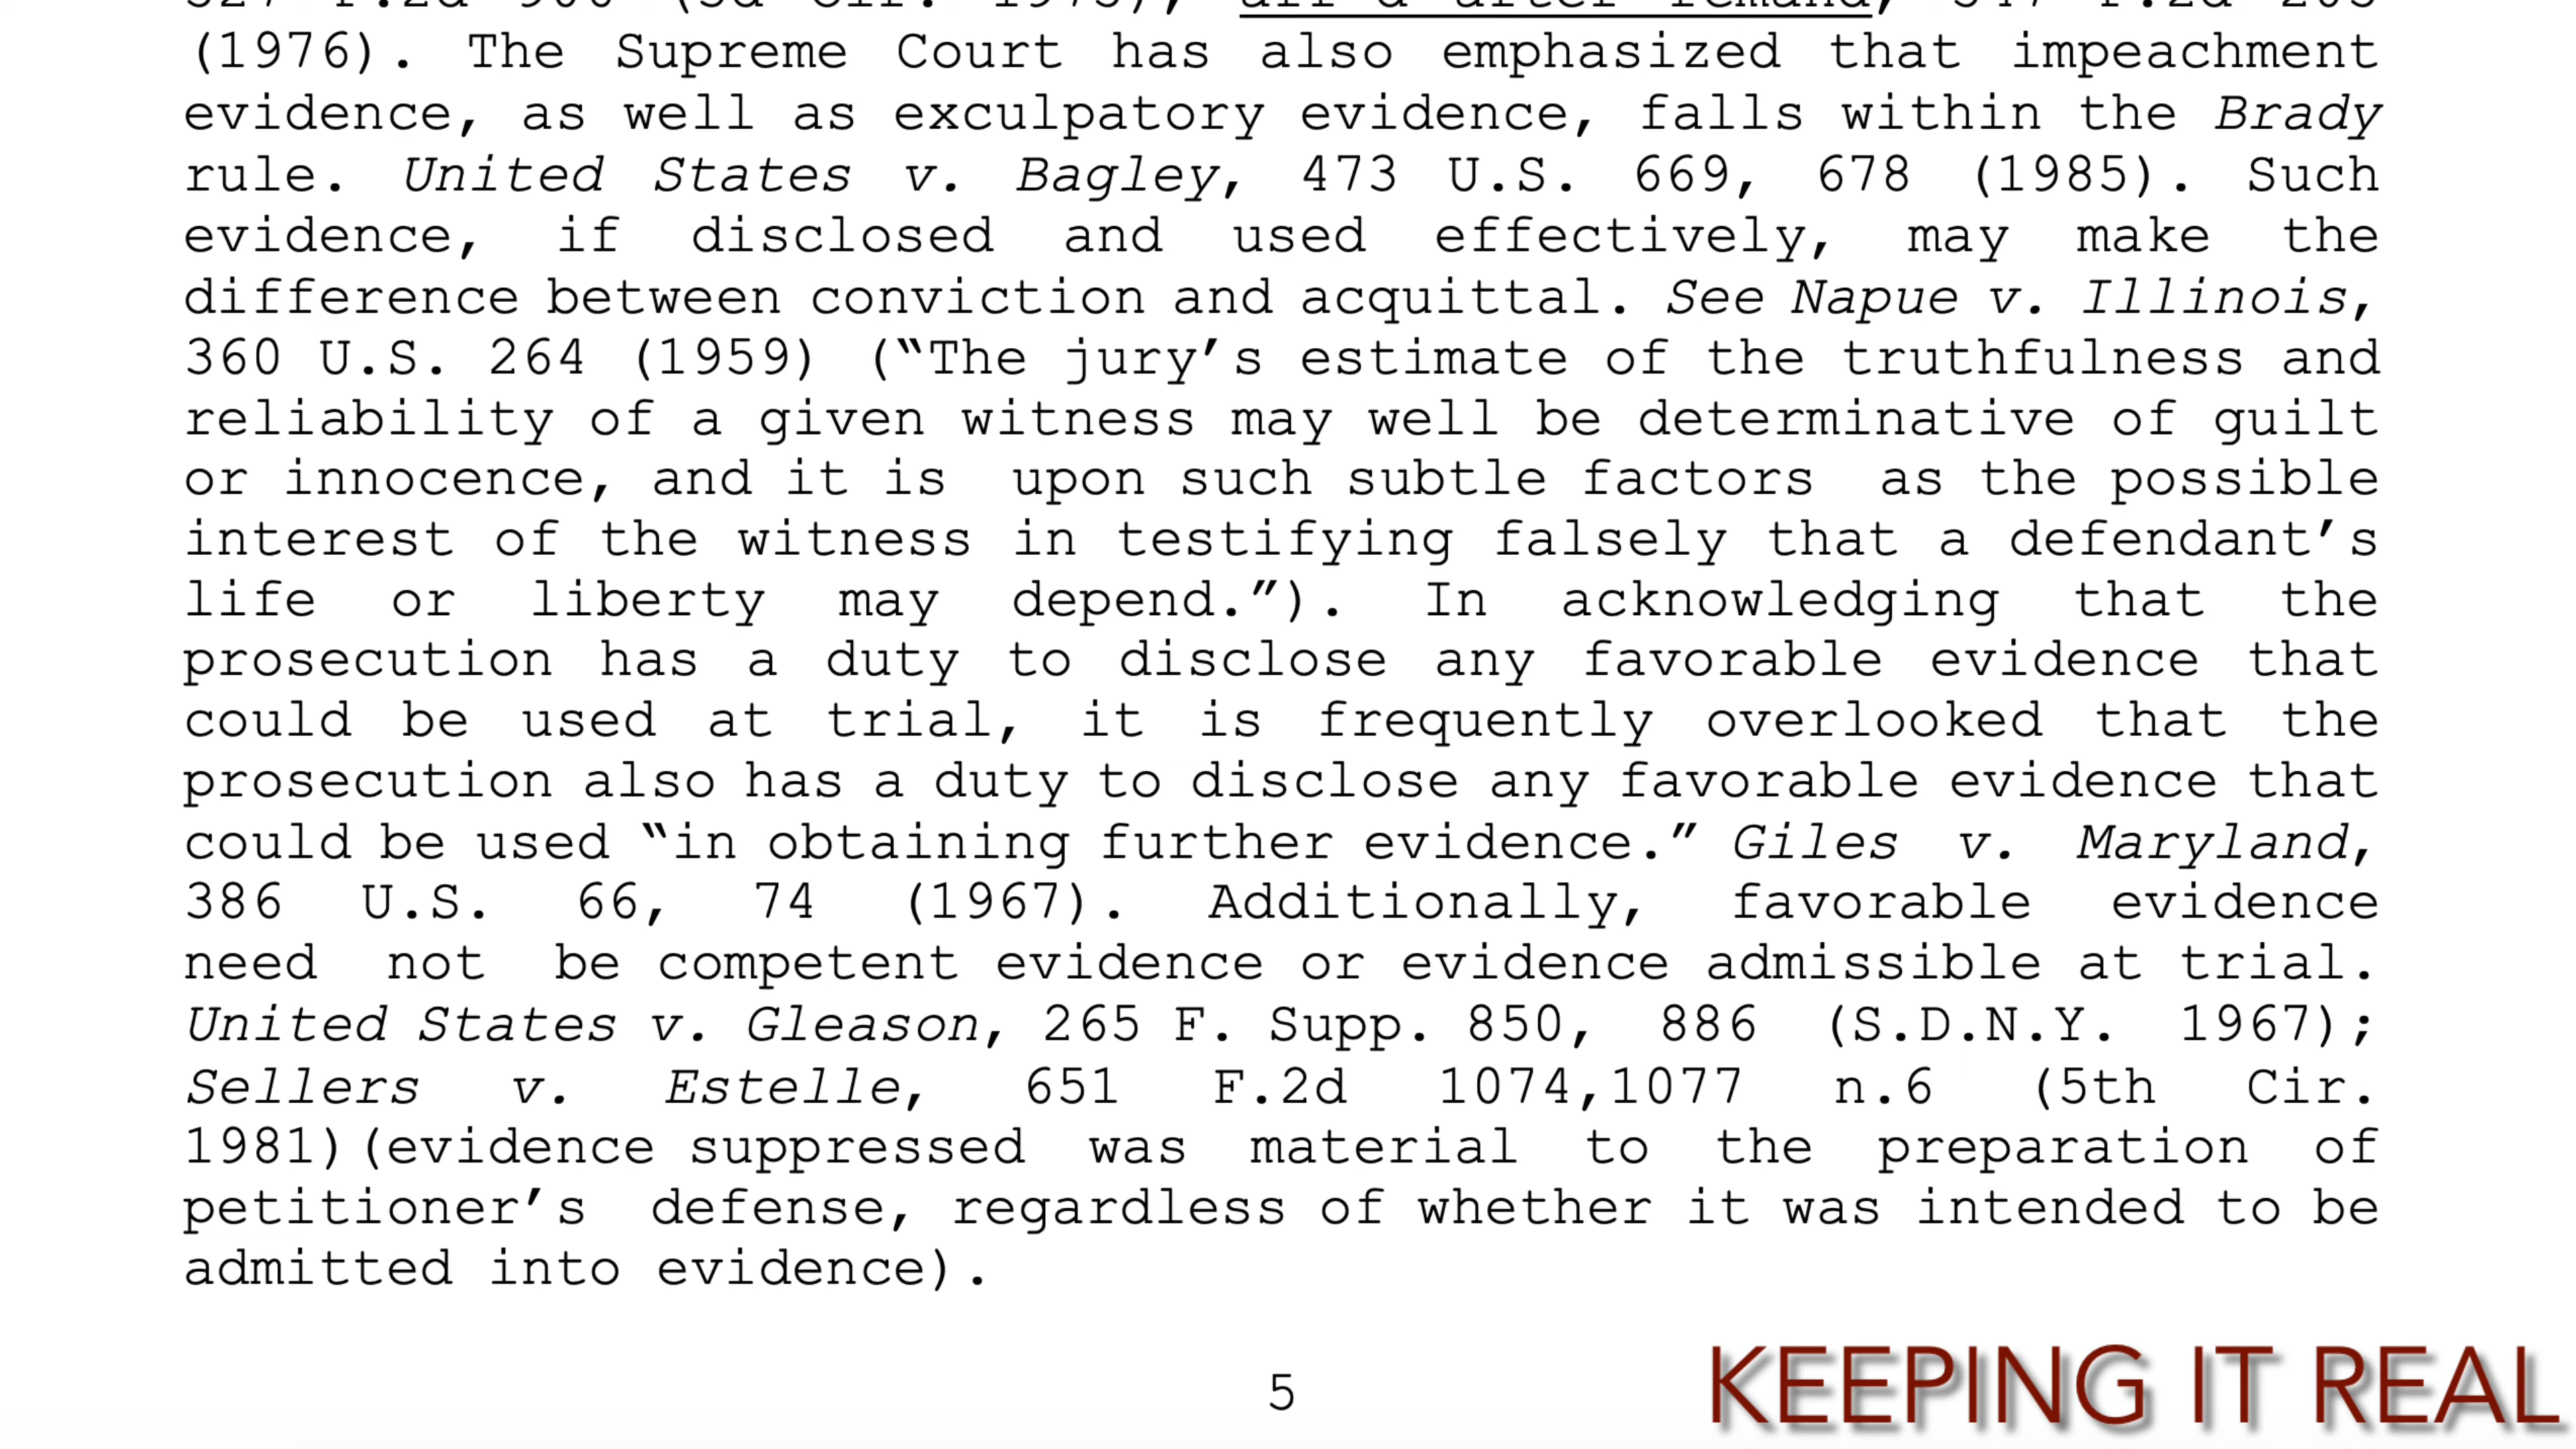 (1976). The Supreme Court has also emphasized that impeachment
evidence, as well as exculpatory evidence, falls within the Brady
rule. United States v. Bagley, 473 U.S. 669, 678 (1985). Such
evidence, if disclosed and used effectively, may make the
difference between conviction and acquittal. See Napue v. Illinois,
360 U.S. 264 (1959) (“The jury’s estimate of the truthfulness and
reliability of a given witness may well be determinative of guilt
or innocence, and it is upon such subtle factors as the possible
interest of the witness in testifying falsely that a defendant’s
life or liberty may depend.”). In acknowledging that the
prosecution has a duty to disclose any favorable evidence that
could be used at trial, it is frequently overlooked that the
prosecution also has a duty to disclose any favorable evidence that
could be used “in obtaining further evidence.” Giles v. Maryland,
386 U.S. 66, 74 (1967). Additionally, favorable evidence
need not be competent evidence or evidence admissible at trial.
United States v. Gleason, 265 F. Supp. 850, 886 (S.D.N.Y. 1967);
Sellers v. Estelle, 651 F.2d 1074,1077 n.6 (5th Cir.
1981)(evidence suppressed was material to the preparation of
petitioner’s defense, regardless of whether it was intended to be
admitted into evidence).
5
KEEPING IT REAL